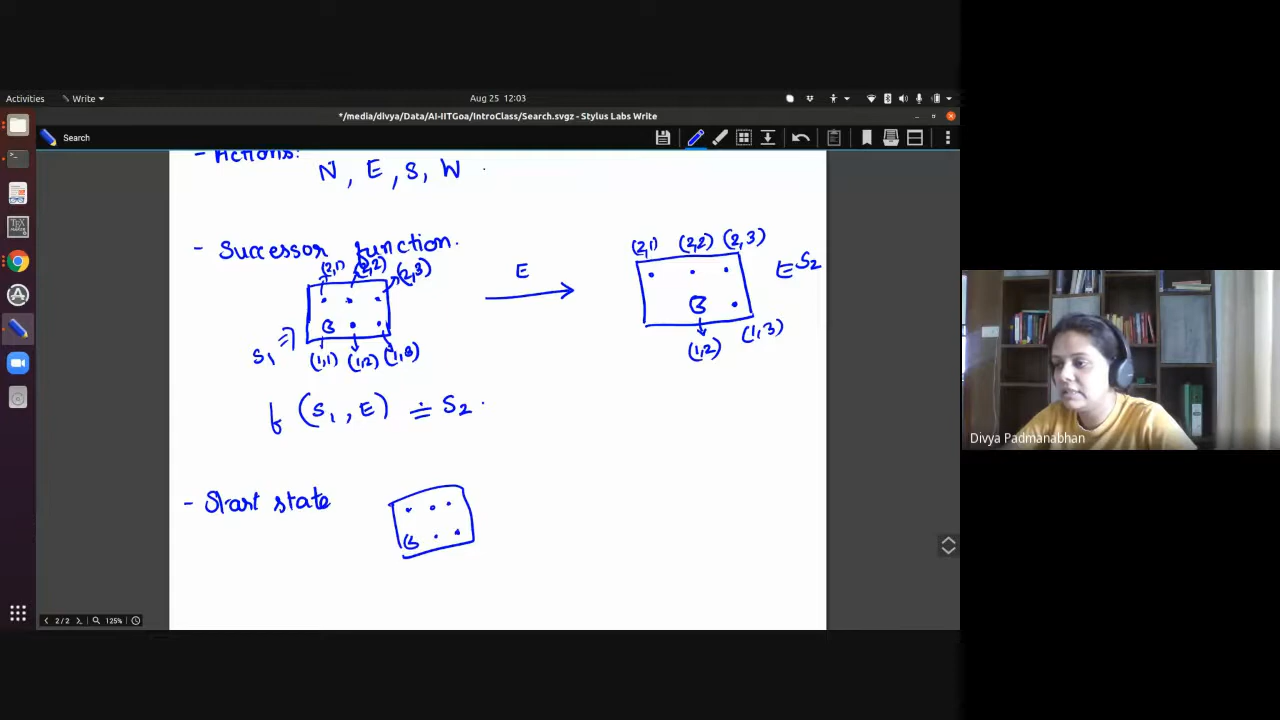 Activities
Write
Aug 25 12:03
*/media/divya/Data/AI-IITGoa/IntroClass/Search.svgz - Stylus Labs Write
Search
- Actions:
N, E, S, W
- Successor function.
(2,1) (2,2) (2,3)
E
(2,1) (2,2) (2,3)
S2
B
B
S1
(1,1) (1,2) (1,3)
(1,2)
(1,3)
f (S1, E) = S2.
- Start state
B
Divya Padmanabhan
2/2
125%